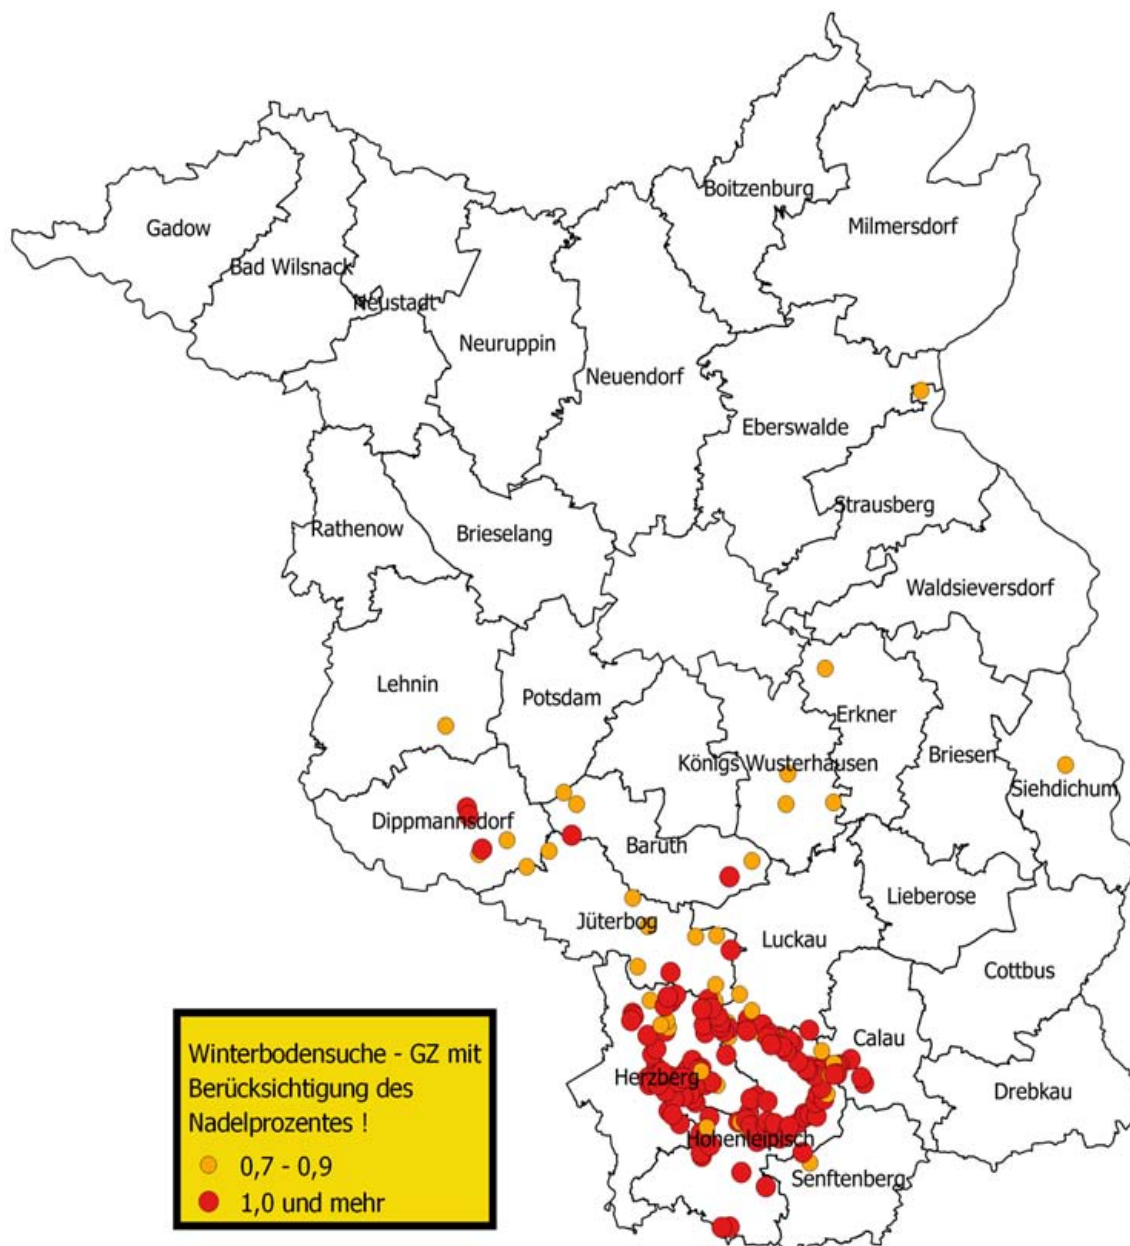 Boitzenburg
Gadow
Milmersdorf
Bad Wilsnack
Neustadt
Neuruppin
Neuendorf
Eberswalde
Strausberg
Rathenow
Brieselang
Waldsieversdorf
Lehnin
Potsdam
Erkner
Briesen
Königs Wusterhausen
Siehdichum
Dippmannsdorf
Baruth
Lieberose
Jüterbog
Luckau
Cottbus
Calau
Herzberg
Drebkau
Hohenleipisch
Senftenberg
Winterbodensuche - GZ mit
Berücksichtigung des
Nadelprozentes !
0,7 - 0,9
1,0 und mehr